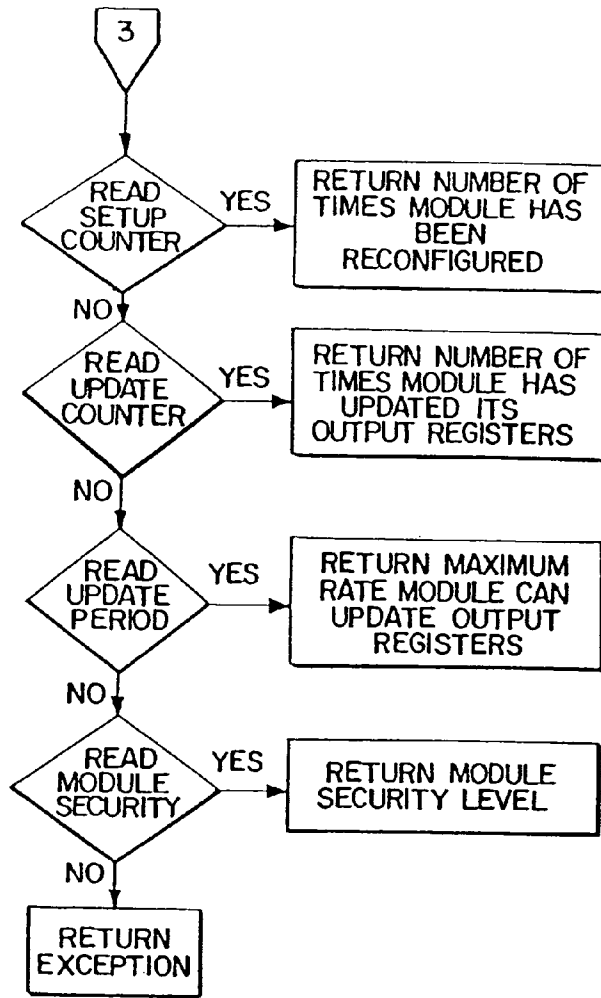 3
READ
SETUP
COUNTER
YES
RETURN NUMBER OF
TIMES MODULE HAS
BEEN
RECONFIGURED
NO
READ
UPDATE
COUNTER
YES
RETURN NUMBER OF
TIMES MODULE HAS
UPDATED ITS
OUTPUT REGISTERS
NO
READ
UPDATE
PERIOD
YES
RETURN MAXIMUM
RATE MODULE CAN
UPDATE OUTPUT
REGISTERS
NO
READ
MODULE
SECURITY
YES
RETURN MODULE
SECURITY LEVEL
NO
RETURN
EXCEPTION